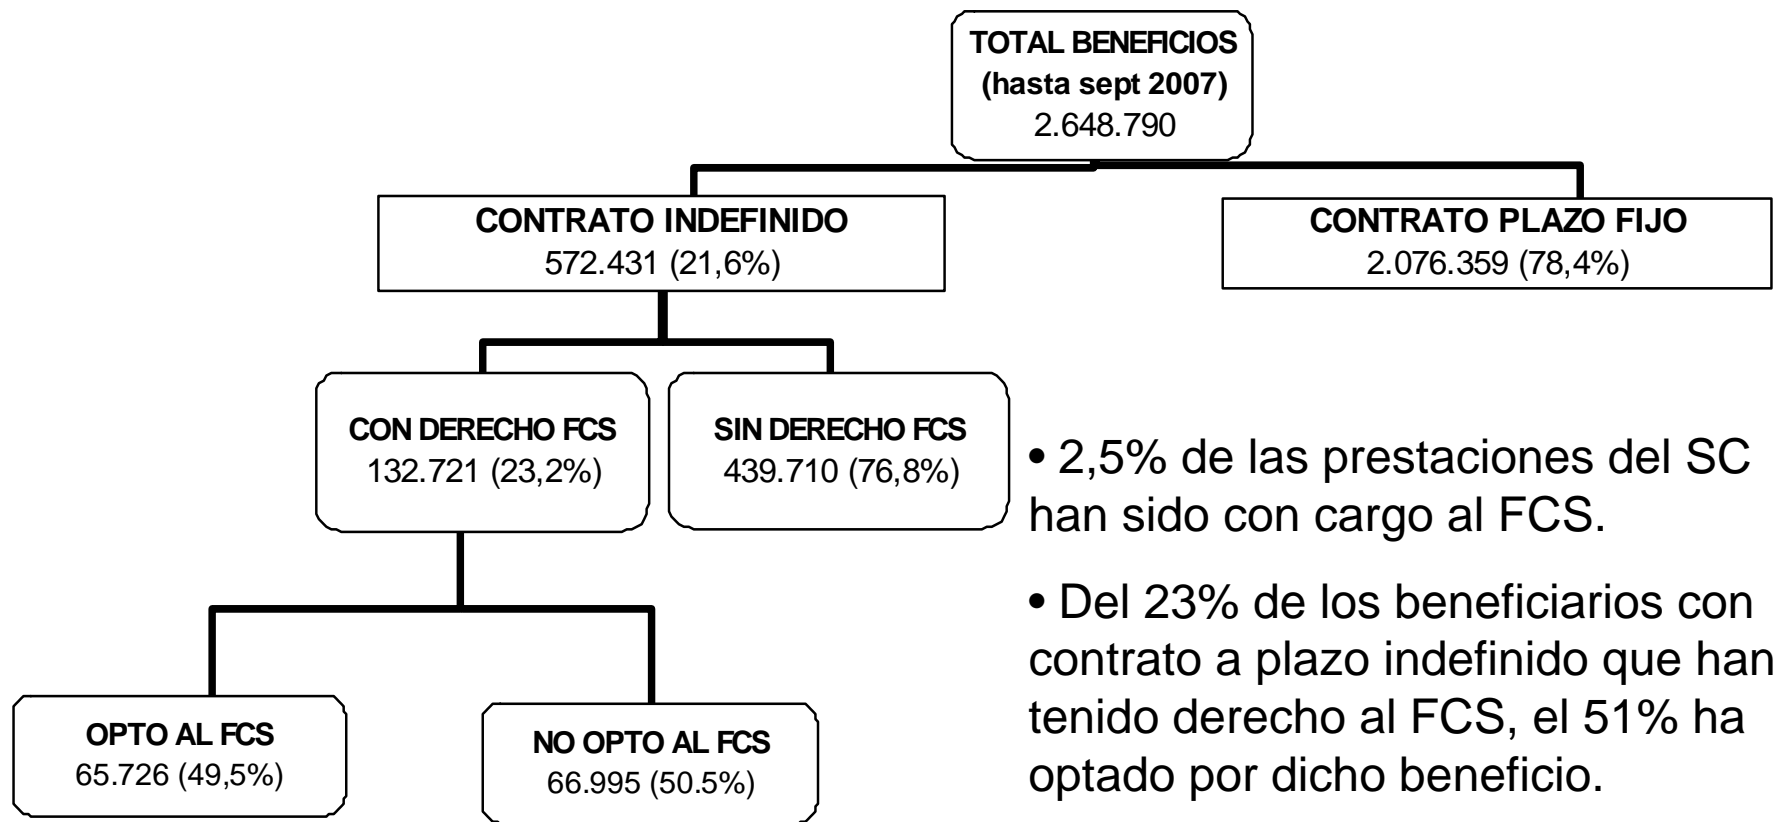 TOTAL BENEFICIOS
(hasta sept 2007)
2.648.790
CONTRATO INDEFINIDO
572.431 (21,6%)
CONTRATO PLAZO FIJO
2.076.359 (78,4%)
CON DERECHO FCS
132.721 (23,2%)
SIN DERECHO FCS
439.710 (76,8%)
OPTO AL FCS
65.726 (49,5%)
NO OPTO AL FCS
66.995 (50.5%)
• 2,5% de las prestaciones del SC
han sido con cargo al FCS.
• Del 23% de los beneficiarios con
contrato a plazo indefinido que han
tenido derecho al FCS, el 51% ha
optado por dicho beneficio.